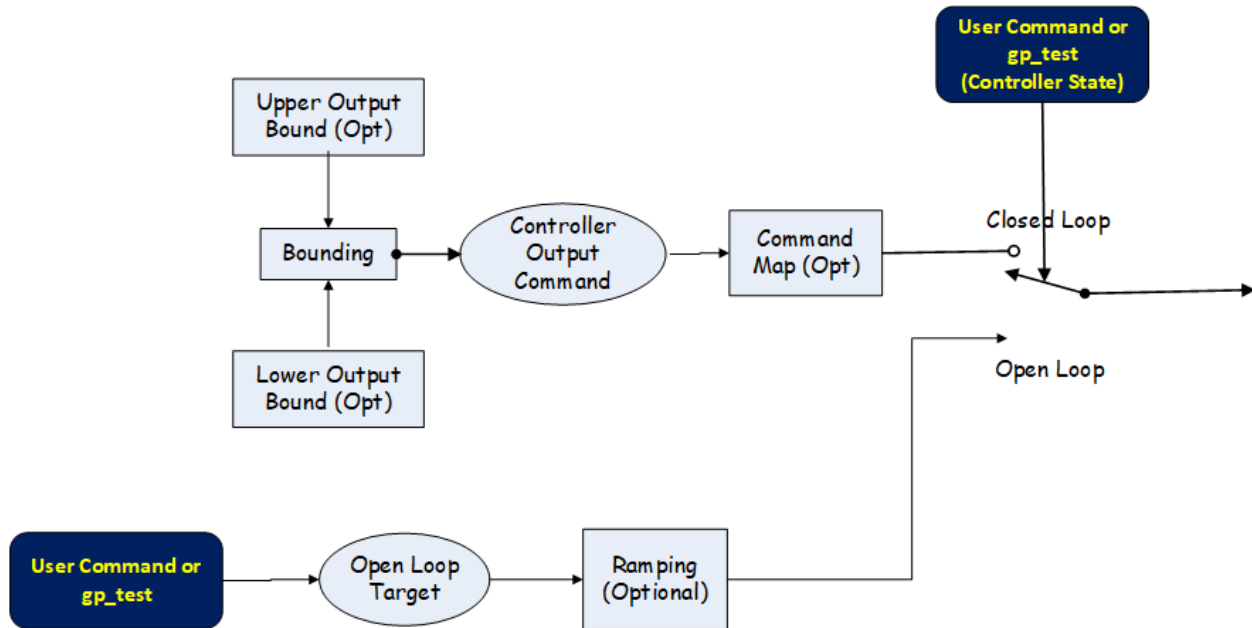 User Command or
gp_test
(Controller State)
Upper Output
Bound (Opt)
Closed Loop
Bounding
Controller
Output
Command
Command
Map (Opt)
Lower Output
Bound (Opt)
Open Loop
User Command or
gp_test
Open Loop
Target
Ramping
(Optional)